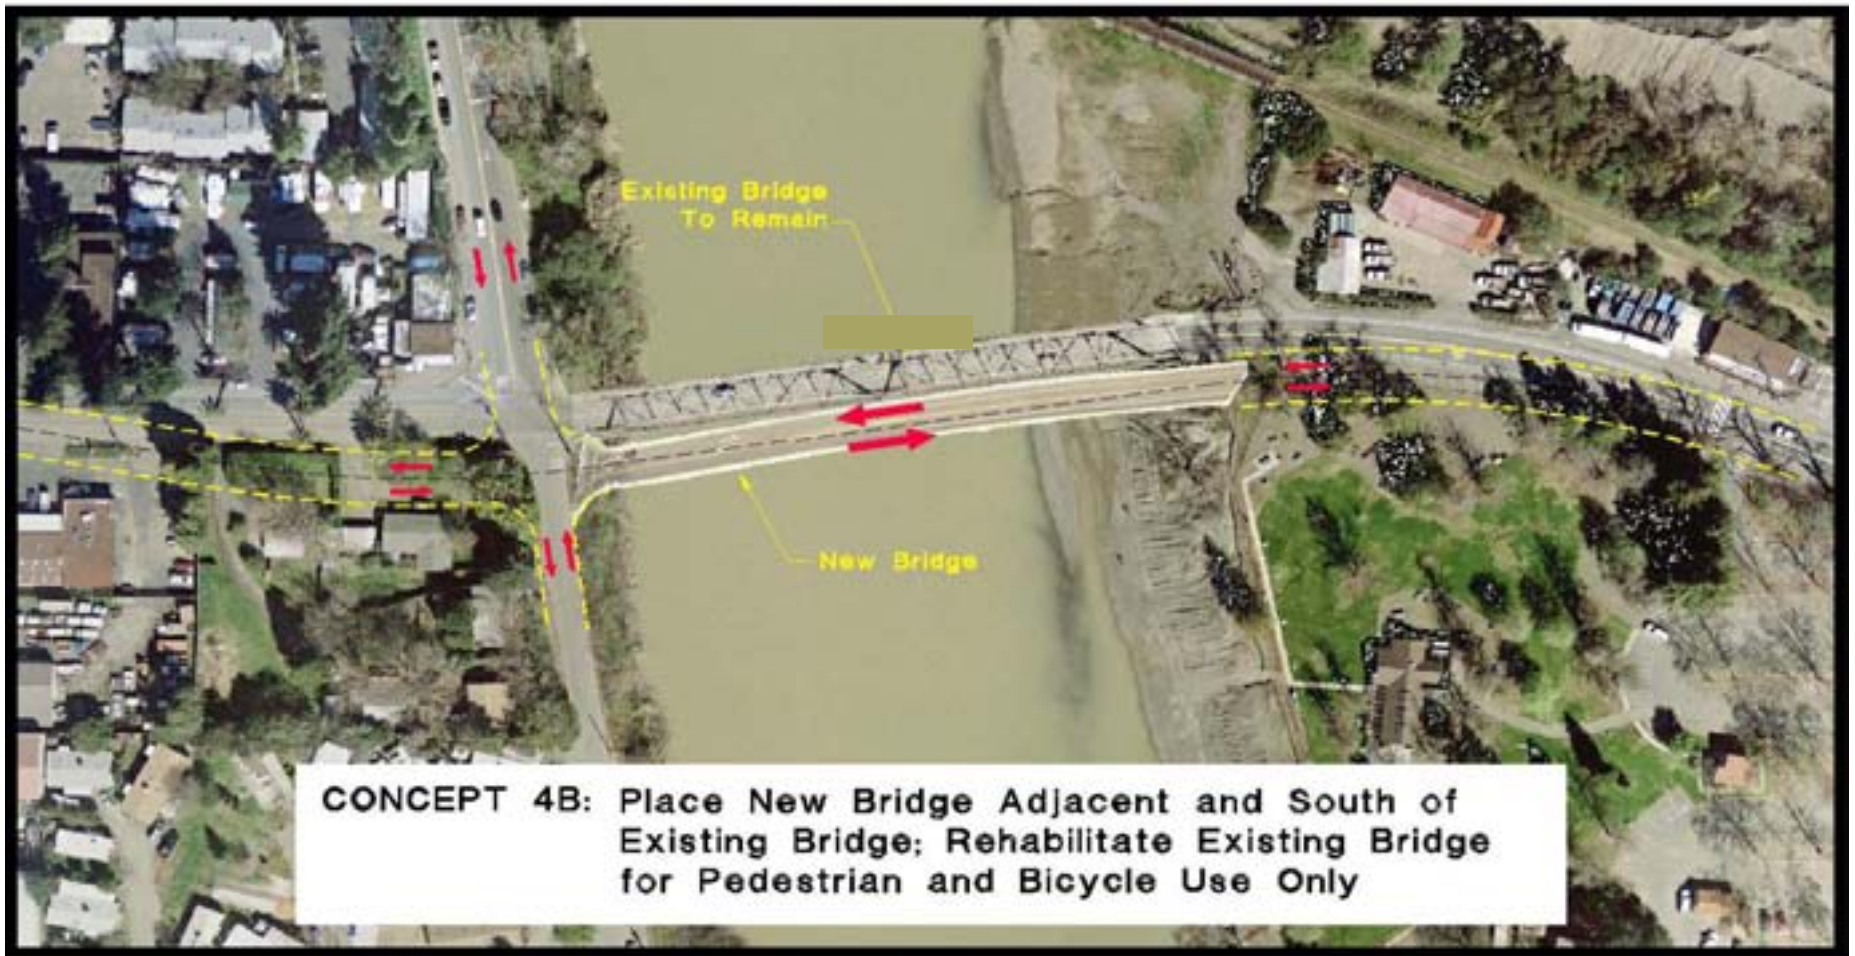 Existing Bridge
To Remain
New Bridge
CONCEPT 4B: Place New Bridge Adjacent and South of
Existing Bridge; Rehabilitate Existing Bridge
for Pedestrian and Bicycle Use Only